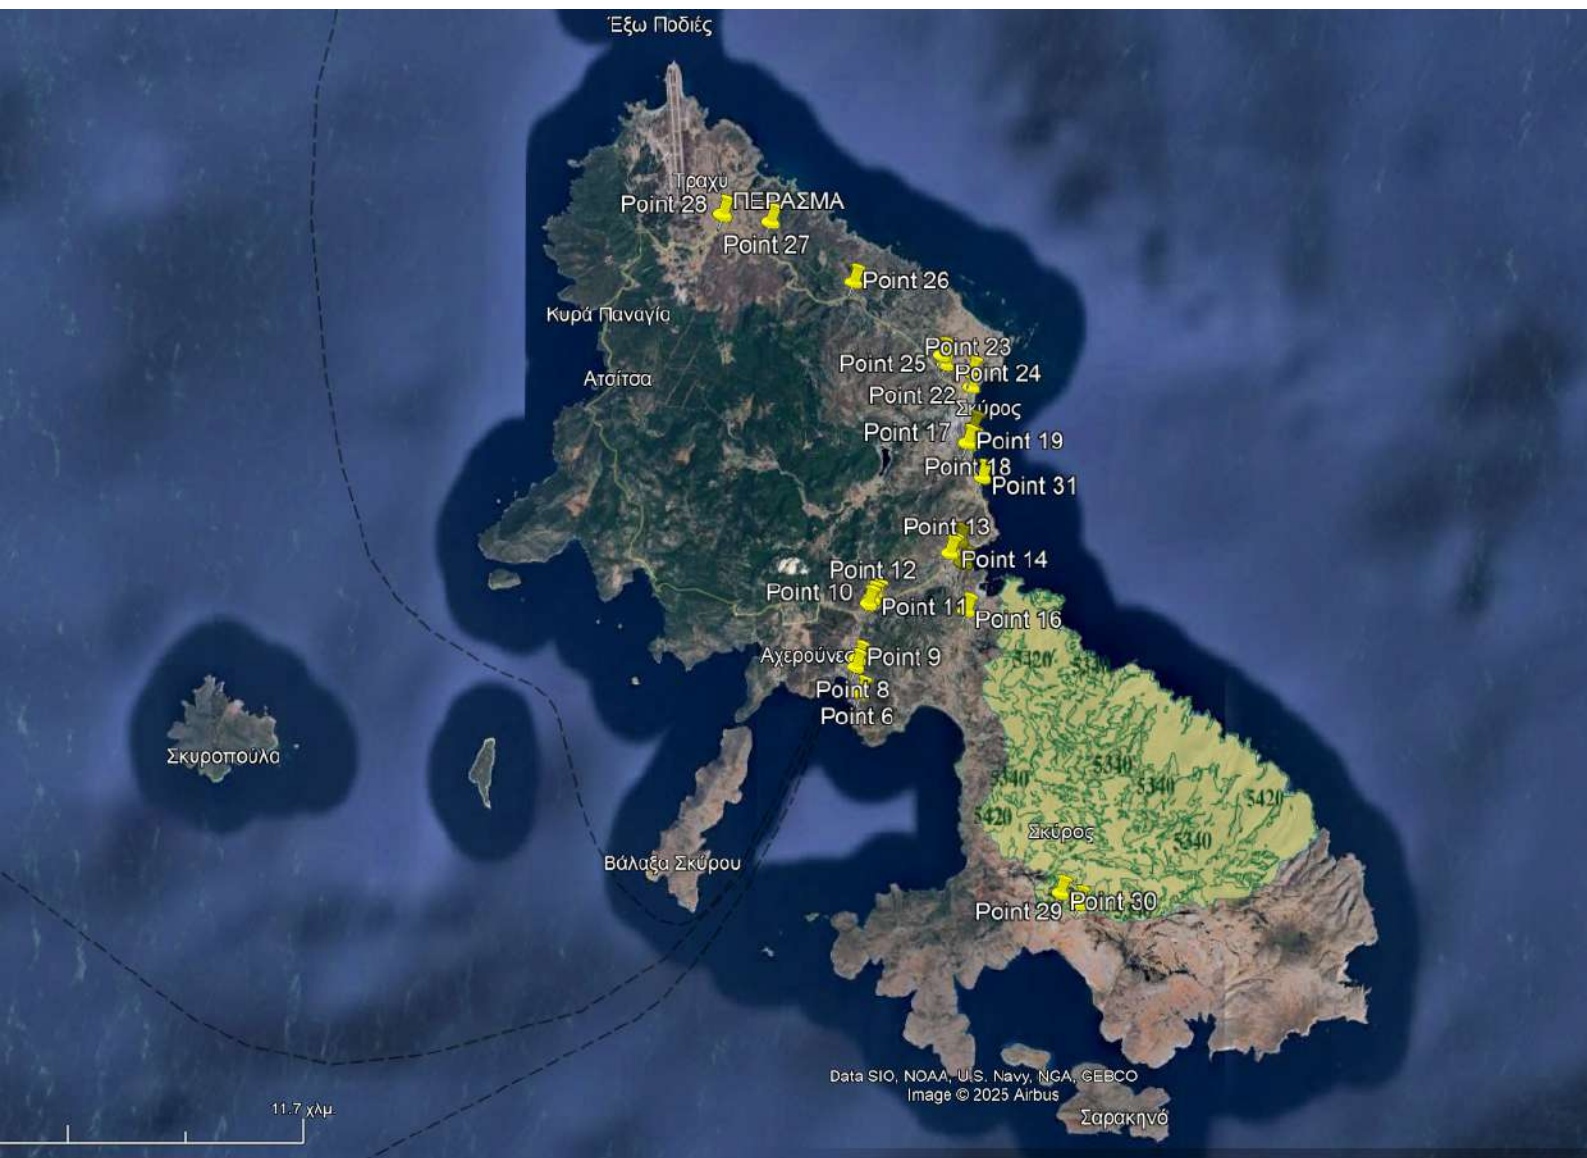 Έξω Ποδιές
Τραχυ
Point 28
ΠΕΡΑΣΜΑ
Point 27
Point 26
Κυρά Παναγία
Point 23
Point 25
Point 24
Ατσίτσα
Point 22
Σκύρος
Point 17
Point 19
Point 18
Point 31
Point 13
Point 14
Point 12
Point 10
Point 11
Point 16
Αχερούνες
Point 9
5420
5340
Point 8
Point 6
Σκυροπούλα
5340
5340
5340
5420
5420
Σκύρος
5340
Βάλαξα Σκύρου
Point 30
Point 29
Data SIO, NOAA, U.S. Navy, NGA, GEBCO
Image © 2025 Airbus
11.7 χλμ.
Σαρακηνό